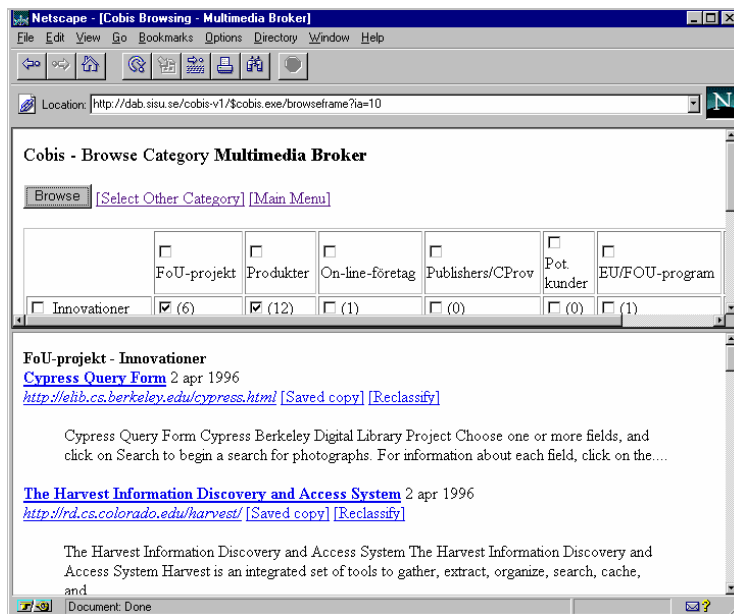 Netscape - [Cobis Browsing - Multimedia Broker]
File Edit View Go Bookmarks Options Directory Window Help
Location: http://dab.sisu.se/cobis-v1/$cobis.exe/browseframe?ia=10
N
Cobis - Browse Category Multimedia Broker
Browse [Select Other Category] [Main Menu]
FoU-projekt Produkter On-line-företag Publishers/CProv Pot. kunder EU/FOU-program
Innovationer (6) (12) (1) (0) (0) (1)
FoU-projekt - Innovationer
Cypress Query Form 2 apr 1996
http://elib.cs.berkeley.edu/cypress.html [Saved copy] [Reclassify]
Cypress Query Form Cypress Berkeley Digital Library Project Choose one or more fields, and
click on Search to begin a search for photographs. For information about each field, click on the....
The Harvest Information Discovery and Access System 2 apr 1996
http://rd.cs.colorado.edu/harvest/ [Saved copy] [Reclassify]
The Harvest Information Discovery and Access System The Harvest Information Discovery and
Access System Harvest is an integrated set of tools to gather, extract, organize, search, cache,
and
Document: Done